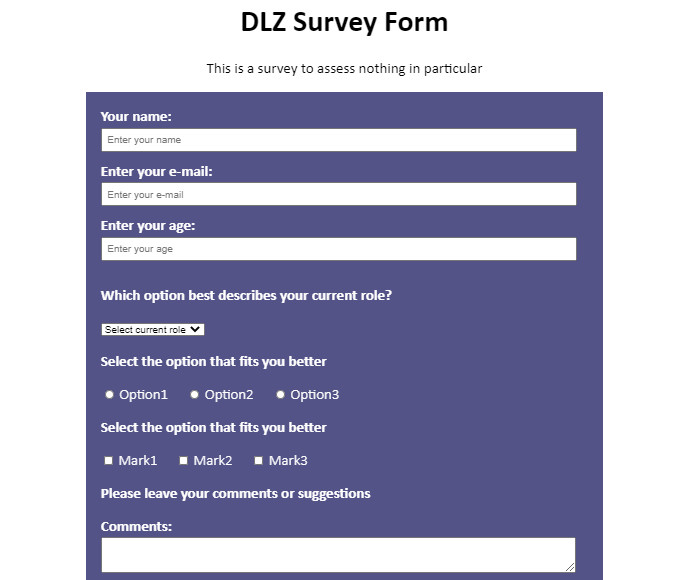 DLZ Survey Form
This is a survey to assess nothing in particular
Your name:
Enter your name
Enter your e-mail:
Enter your e-mail
Enter your age:
Enter your age
Which option best describes your current role?
Select current role
Select the option that fits you better
Option1 Option2 Option3
Select the option that fits you better
Mark1 Mark2 Mark3
Please leave your comments or suggestions
Comments: